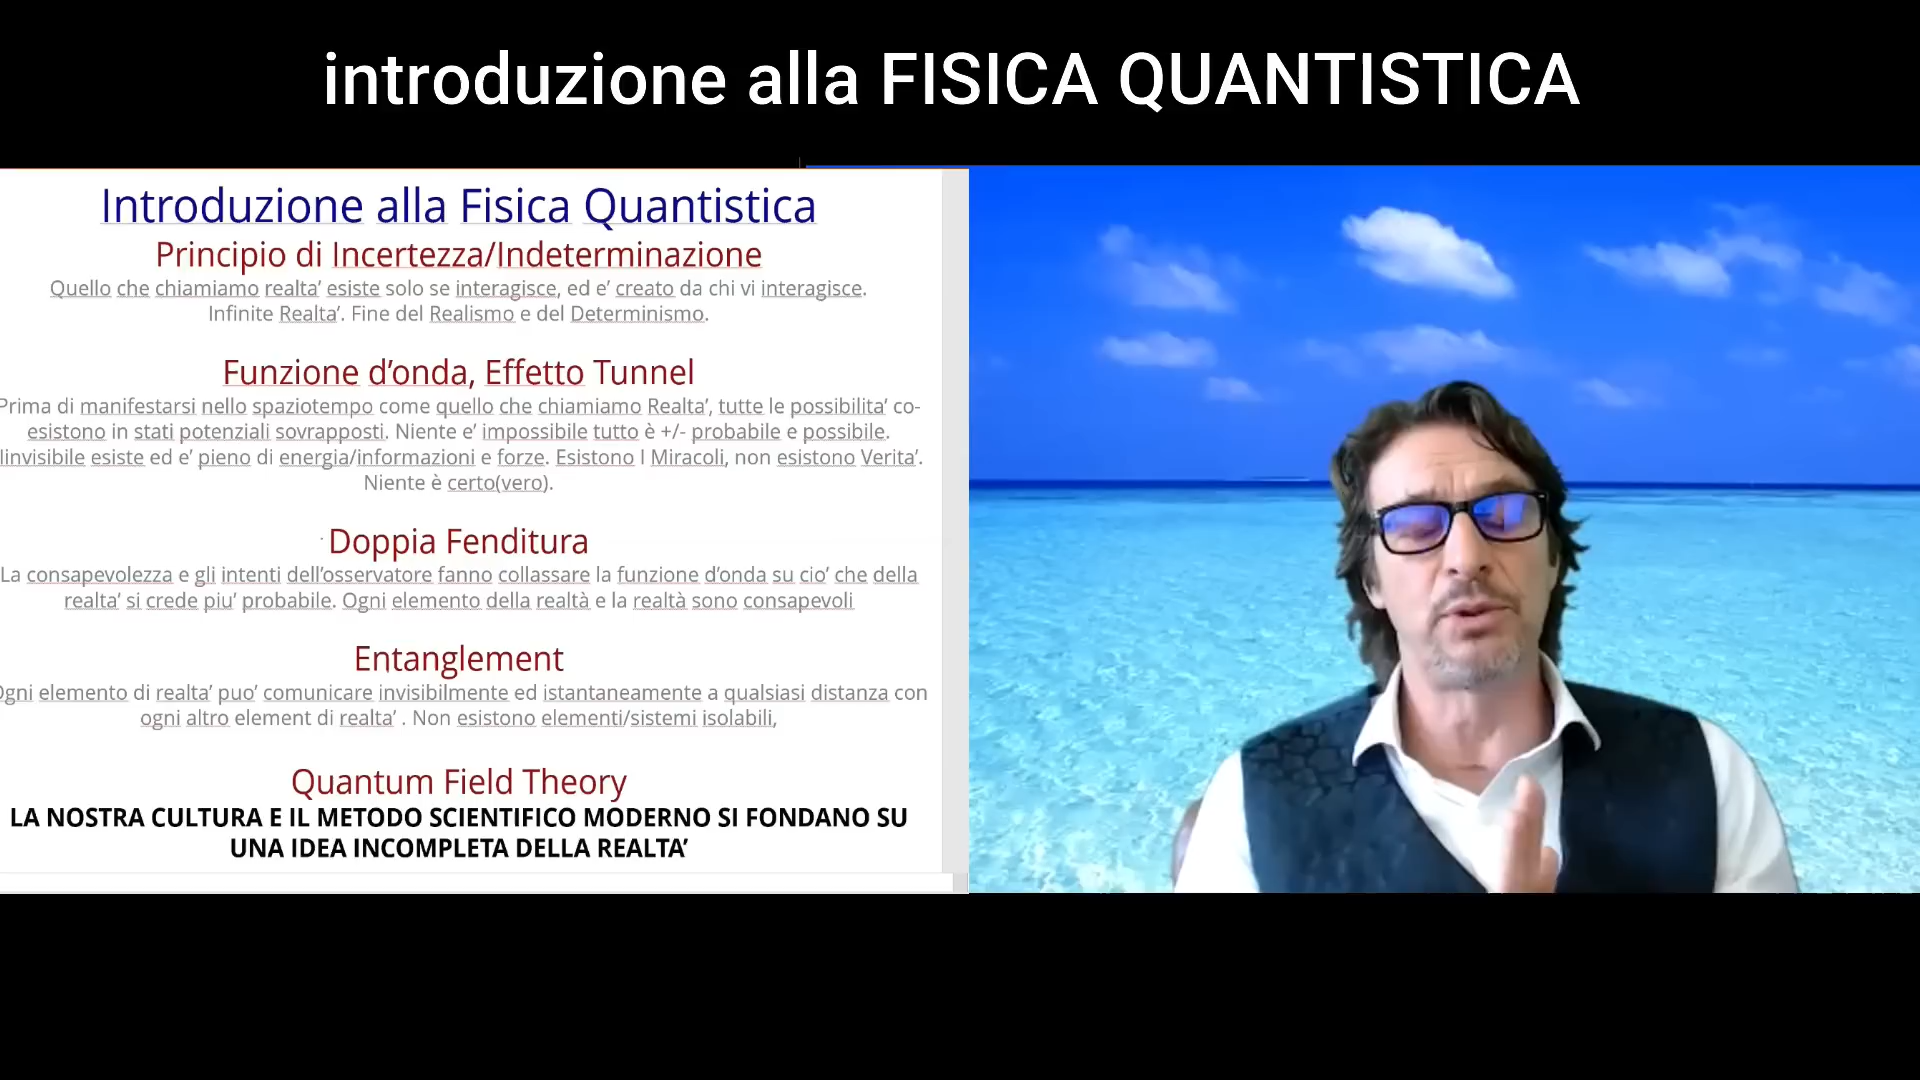 introduzione alla FISICA QUANTISTICA
Introduzione alla Fisica Quantistica
Principio di Incertezza/Indeterminazione
Quello che chiamiamo realta’ esiste solo se interagisce, ed e’ creato da chi vi interagisce.
Infinite Realta’. Fine del Realismo e del Determinismo.
Funzione d’onda, Effetto Tunnel
Prima di manifestarsi nello spaziotempo come quello che chiamiamo Realta’, tutte le possibilita’ co-
esistono in stati potenziali sovrapposti. Niente e’ impossibile tutto è +/- probabile e possibile.
linvisibile esiste ed e’ pieno di energia/informazioni e forze. Esistono I Miracoli, non esistono Verita’.
Niente è certo(vero).
Doppia Fenditura
La consapevolezza e gli intenti dell’osservatore fanno collassare la funzione d’onda su cio’ che della
realta’ si crede piu’ probabile. Ogni elemento della realtà e la realtà sono consapevoli
Entanglement
Ogni elemento di realta’ puo’ comunicare invisibilmente ed istantaneamente a qualsiasi distanza con
ogni altro element di realta’ . Non esistono elementi/sistemi isolabili,
Quantum Field Theory
LA NOSTRA CULTURA E IL METODO SCIENTIFICO MODERNO SI FONDANO SU
UNA IDEA INCOMPLETA DELLA REALTA’